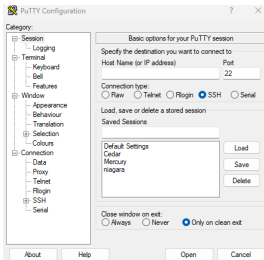 PuTTY Configuration
Category:
Session
Logging
Terminal
Keyboard
Bell
Features
Window
Appearance
Behaviour
Translation
Selection
Colours
Connection
Data
Proxy
Telnet
Rlogin
SSH
Serial
Basic options for your PuTTY session
Specify the destination you want to connect to
Host Name (or IP address) Port
22
Connection type:
Raw Telnet Rlogin SSH Serial
Load, save or delete a stored session
Saved Sessions
Default Settings
Cedar
Mercury
niagara
Load
Save
Delete
Close window on exit:
Always Never Only on clean exit
About Help Open Cancel